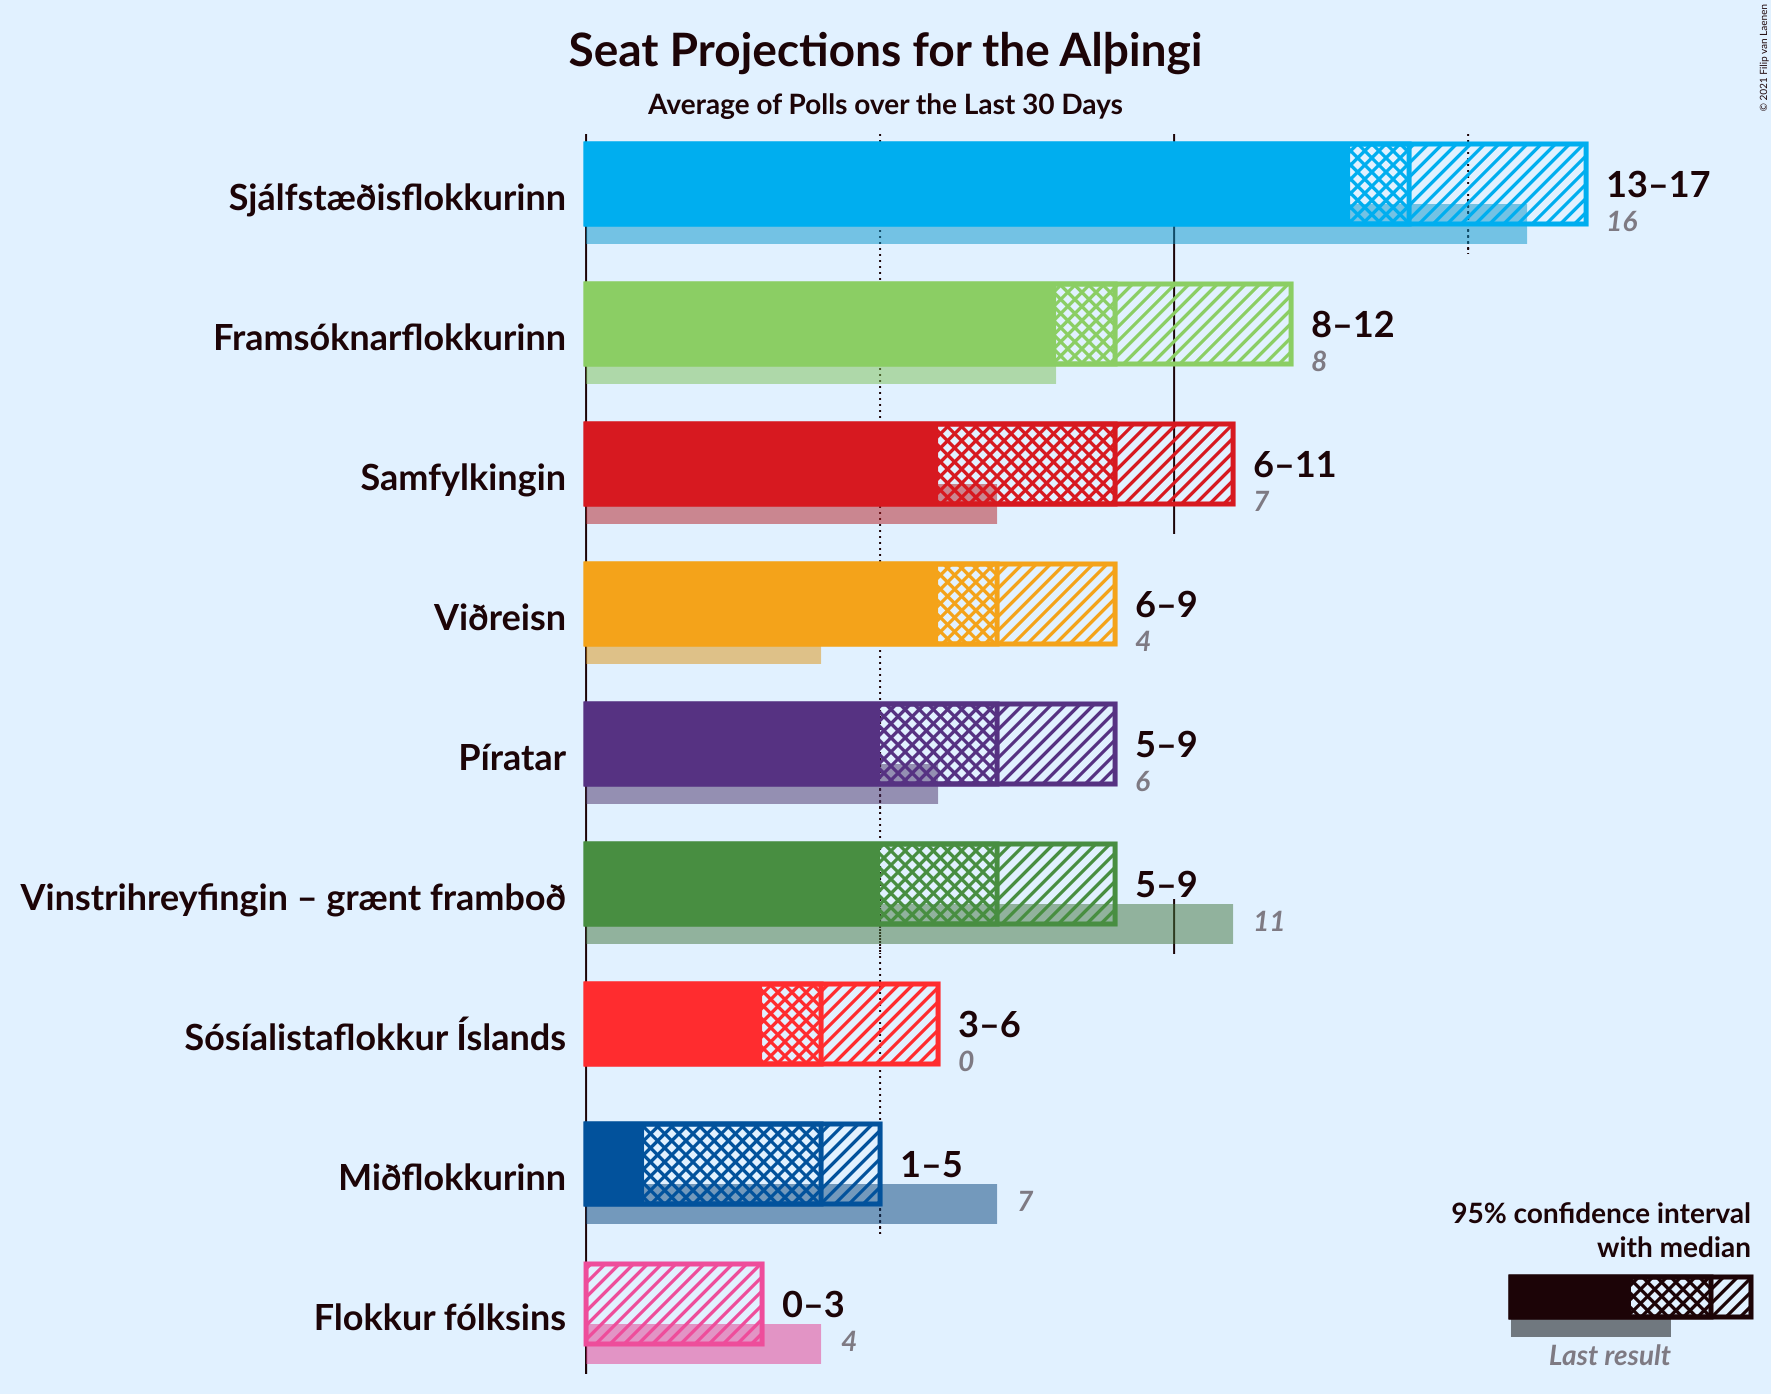 Seat Projections for the Alþingi
Average of Polls over the Last 30 Days
© 2021 Filip van Laenen
Sjálfstæðisflokkurinn
13–17
16
Framsóknarflokkurinn
8–12
8
Samfylkingin
6–11
7
Viðreisn
6–9
4
Píratar
5–9
6
Vinstrihreyfingin – grænt framboð
5–9
11
Sósíalistaflokkur Íslands
3–6
0
Miðflokkurinn
1–5
7
Flokkur fólksins
0–3
4
95% confidence interval
with median
Last result